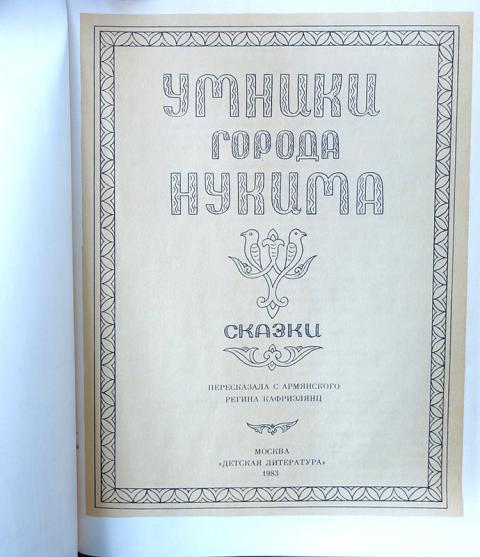 УМНИКИ
ГОРОДА
НУКИМА
СКАЗКИ
ПЕРЕСКАЗАЛА С АРМЯНСКОГО
РЕГИНА КАФРИЭЛЯНЦ
МОСКВА
«ДЕТСКАЯ ЛИТЕРАТУРА»
1983